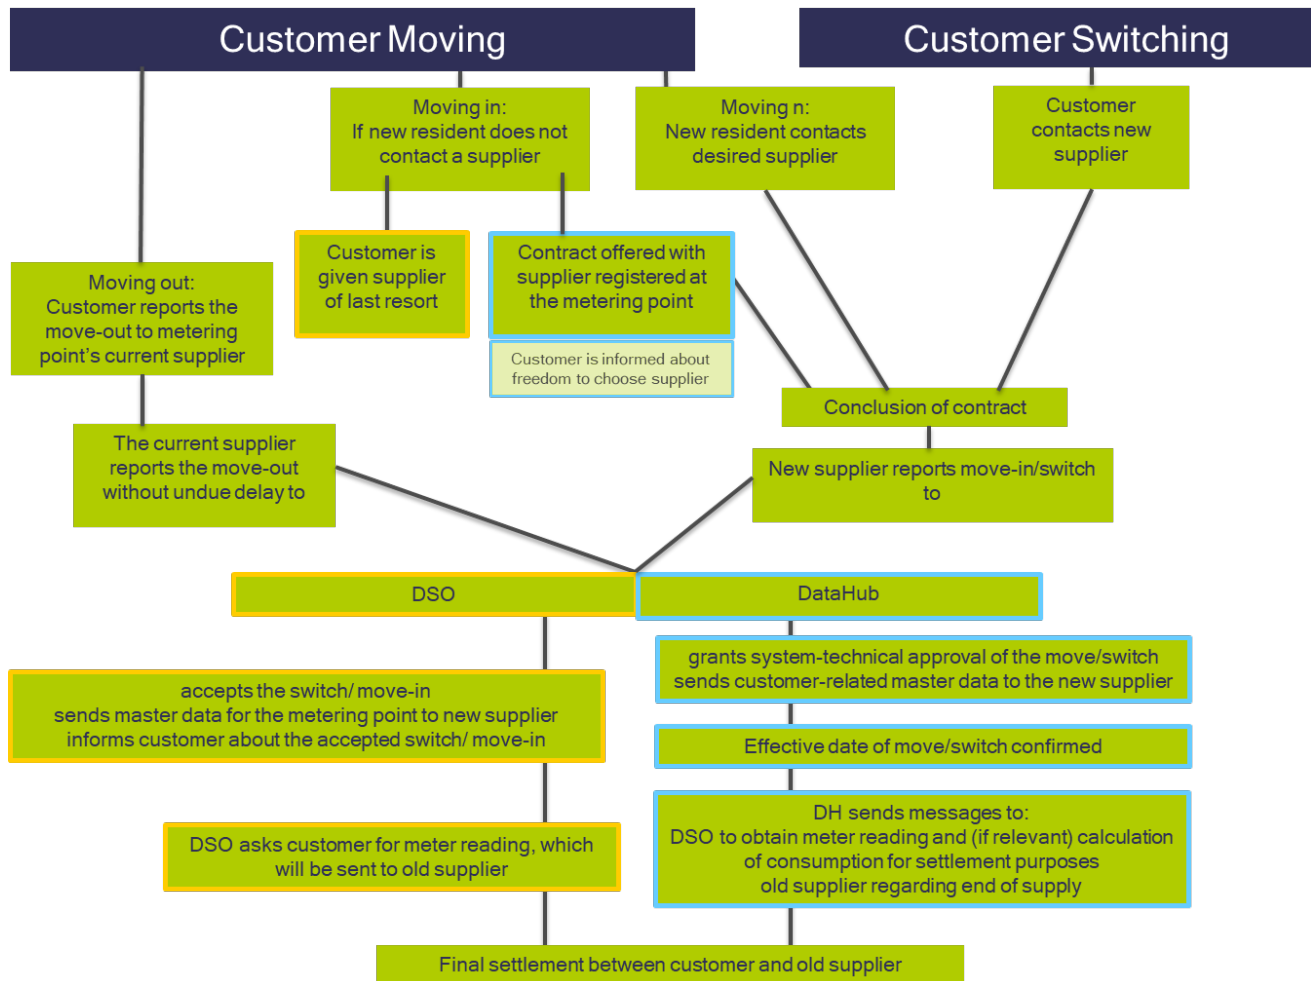 Customer Moving
Customer Switching
Moving in:
If new resident does not
contact a supplier
Moving n:
New resident contacts
desired supplier
Customer
contacts new
supplier
Customer is
given supplier
of last resort
Contract offered with
supplier registered at
the metering point
Customer is informed about
freedom to choose supplier
Moving out:
Customer reports the
move-out to metering
point's current supplier
Conclusion of contract
The current supplier
reports the move-out
without undue delay to
New supplier reports move-in/switch
to
DSO
DataHub
grants system-technical approval of the move/switch
sends customer-related master data to the new supplier
accepts the switch/ move-in
sends master data for the metering point to new supplier
informs customer about the accepted switch/ move-in
Effective date of move/switch confirmed
DH sends messages to:
DSO to obtain meter reading and (if relevant) calculation
of consumption for settlement purposes
old supplier regarding end of supply
DSO asks customer for meter reading, which
will be sent to old supplier
Final settlement between customer and old supplier